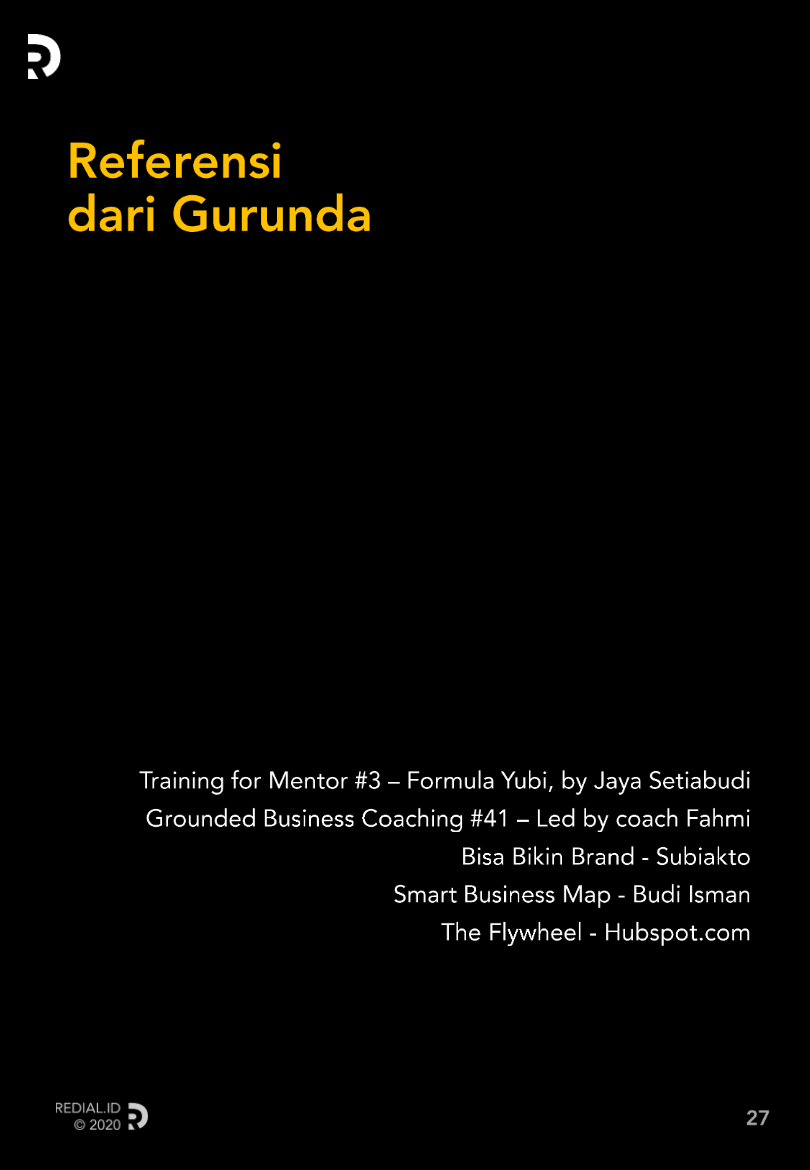 Referensi
dari Gurunda
Training for Mentor #3 – Formula Yubi, by Jaya Setiabudi
Grounded Business Coaching #41 – Led by coach Fahmi
Bisa Bikin Brand - Subiakto
Smart Business Map - Budi Isman
The Flywheel - Hubspot.com
REDIAL.ID
© 2020
27